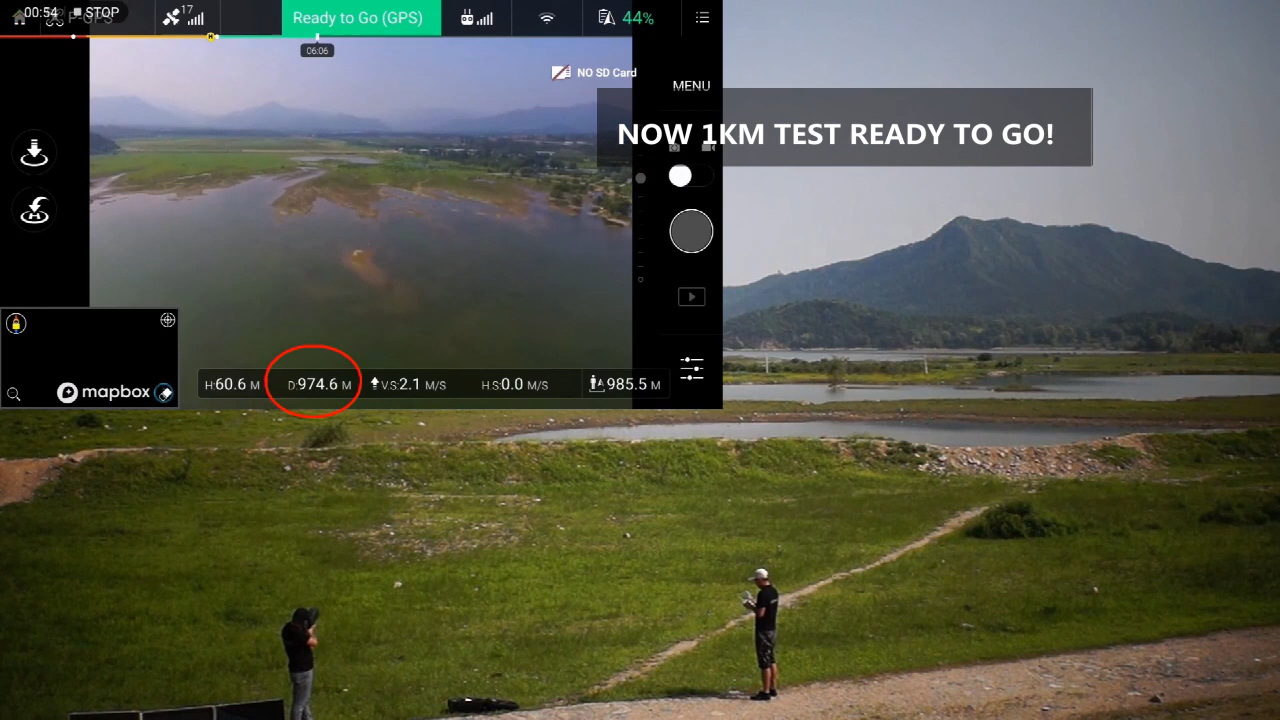 00:54 STOP
P-GPS
17
Ready to Go (GPS)
44%
06:06
NO SD Card
MENU
NOW 1KM TEST READY TO GO!
mapbox
H:60.6 M
D:974.6 M
V.S:2.1 M/S
H.S:0.0 M/S
985.5 M